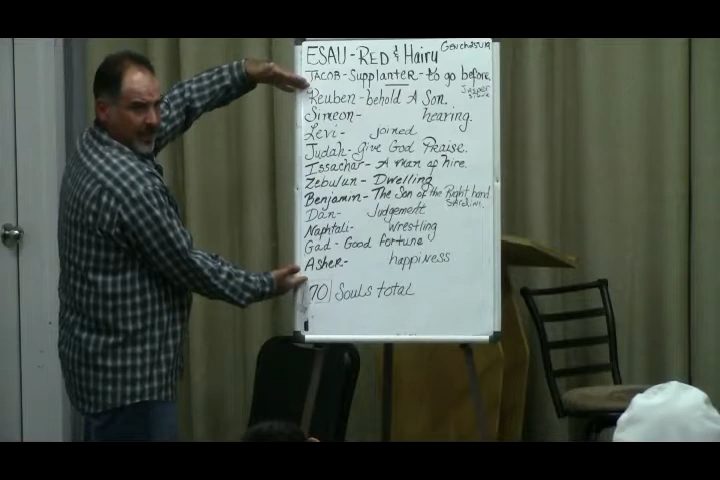 ESAU - RED & Hairy
JACOB - Supplanter - to go before.
Reuben - behold A Son.
Simeon - hearing.
Levi - joined
Judah - give God Praise.
Issachar - A man of hire.
Zebulun - Dwelling
Benjamin - The Son of the Right hand
Dan - Judgement
Naphtali - wrestling
Gad - Good fortune
Asher - happiness
70 Souls total